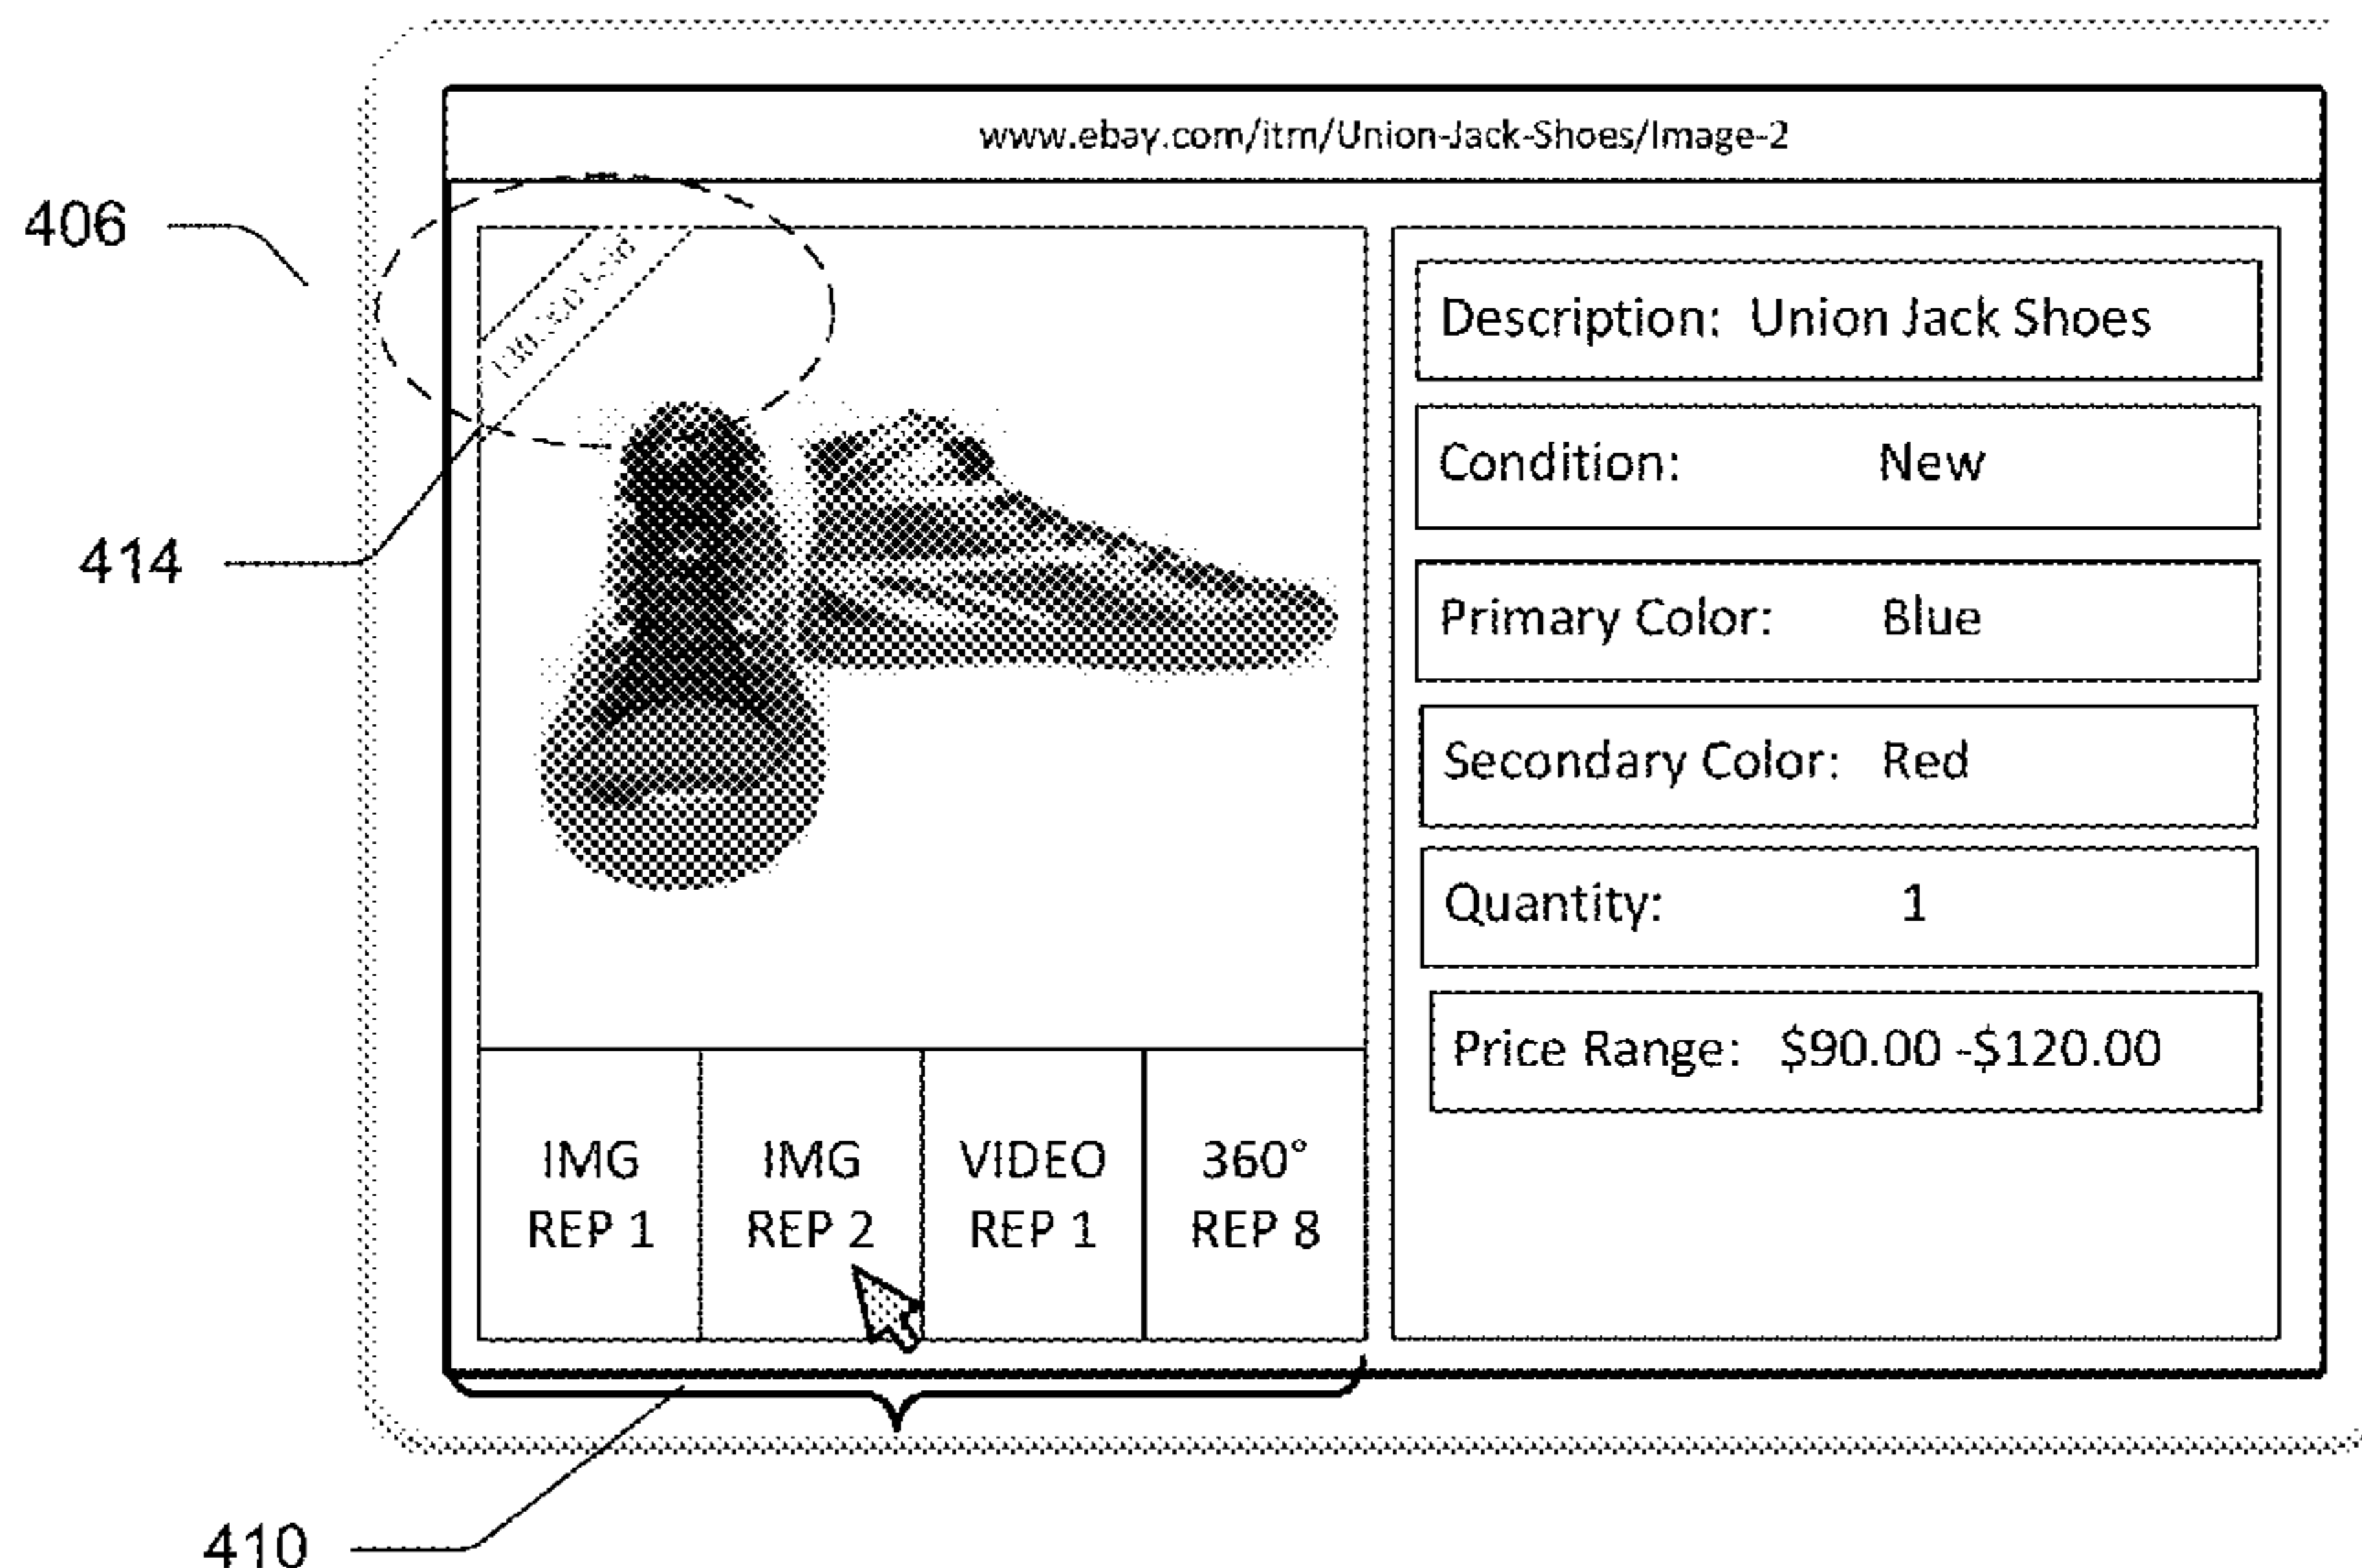 www.ebay.com/itm/Union-Jack-Shoes/Image-2
406
414
Description: Union Jack Shoes
Condition: New
Primary Color: Blue
Secondary Color: Red
Quantity: 1
Price Range: $90.00 -$120.00
IMG REP 1
IMG REP 2
VIDEO REP 1
360° REP 8
410